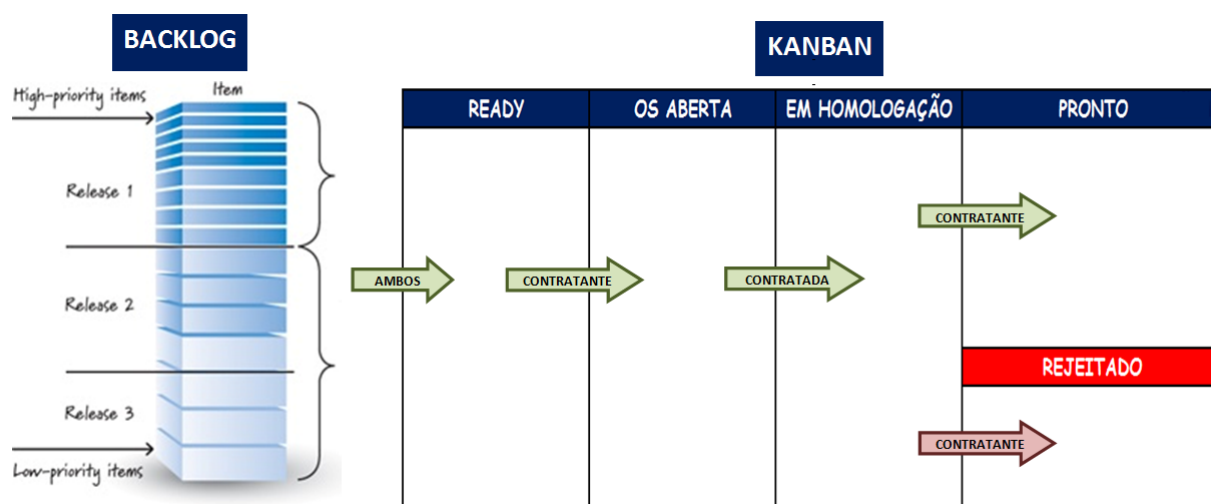 BACKLOG
High-priority items
Item
Release 1
Release 2
Release 3
Low-priority items
KANBAN
READY
OS ABERTA
EM HOMOLOGAÇÃO
PRONTO
CONTRATANTE
AMBOS
CONTRATANTE
CONTRATADA
REJEITADO
CONTRATANTE